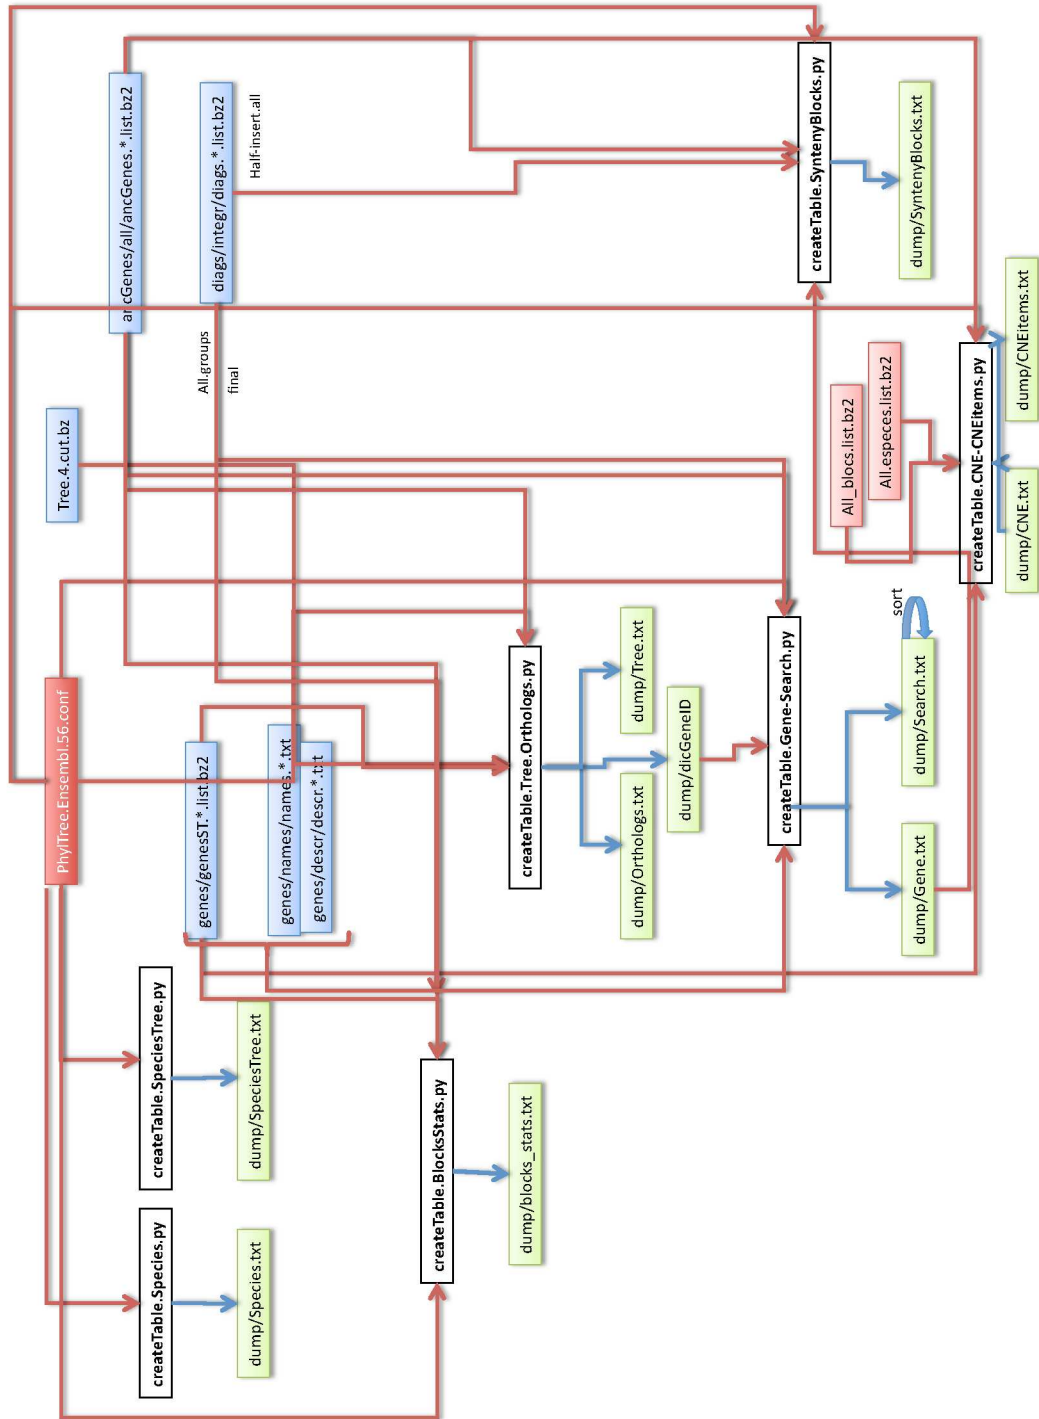 PhylTree.Ensembl.56.conf
Tree.4.cut.bz
ancGenes/all/ancGenes.*.list.bz2
createTable.Species.py
createTable.SpeciesTree.py
genes/genesST.*.list.bz2
diags/integr/diags.*.list.bz2
All.groups
final
Half-insert.all
dump/Species.txt
dump/SpeciesTree.txt
genes/names/names.*.txt
genes/descr/descr.*.txt
createTable.BlocksStats.py
dump/blocks_stats.txt
createTable.Tree.Orthologs.py
dump/Orthologs.txt
dump/Tree.txt
dump/dicGeneID
createTable.Gene-Search.py
createTable.SyntenyBlocks.py
All_blocs.list.bz2
All.especes.list.bz2
sort
dump/Gene.txt
dump/Search.txt
dump/SyntenyBlocks.txt
createTable.CNE-CNEitems.py
dump/CNE.txt
dump/CNEitems.txt